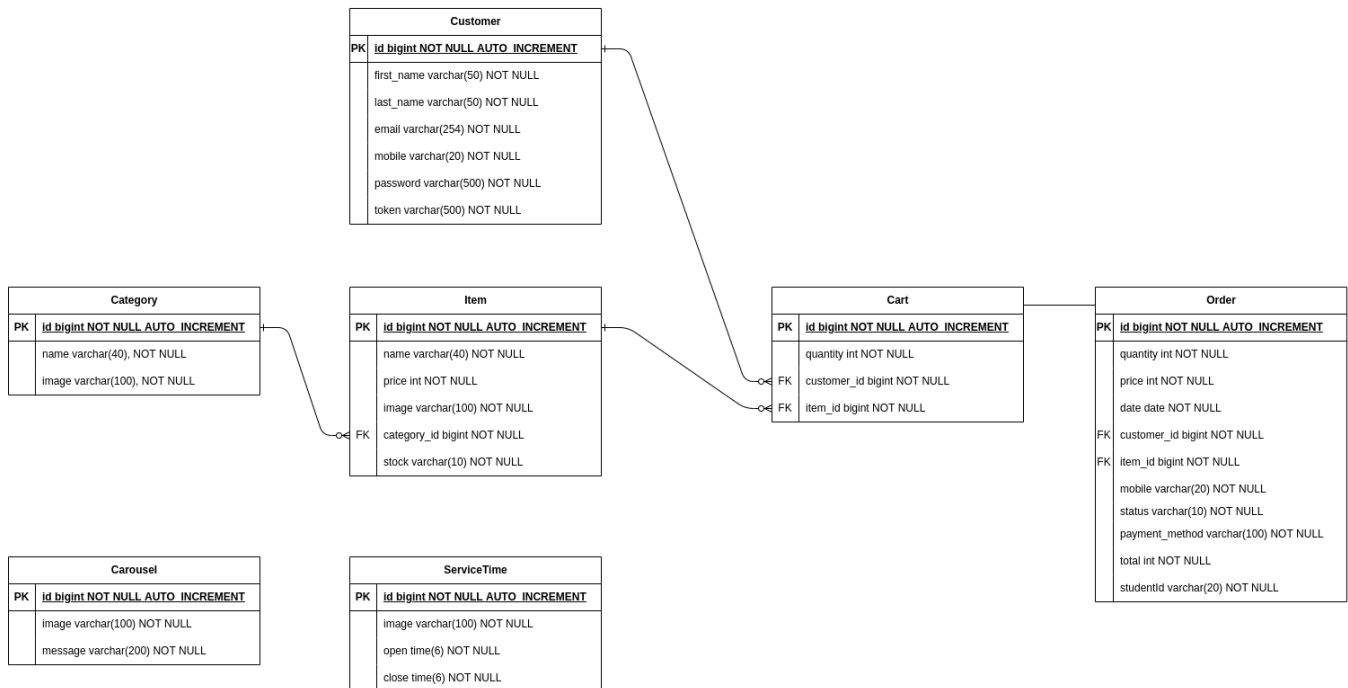 Customer
PK id bigint NOT NULL AUTO_INCREMENT
first_name varchar(50) NOT NULL
last_name varchar(50) NOT NULL
email varchar(254) NOT NULL
mobile varchar(20) NOT NULL
password varchar(500) NOT NULL
token varchar(500) NOT NULL
Category
PK id bigint NOT NULL AUTO_INCREMENT
name varchar(40), NOT NULL
image varchar(100), NOT NULL
Item
PK id bigint NOT NULL AUTO_INCREMENT
name varchar(40) NOT NULL
price int NOT NULL
image varchar(100) NOT NULL
FK category_id bigint NOT NULL
stock varchar(10) NOT NULL
Cart
PK id bigint NOT NULL AUTO_INCREMENT
quantity int NOT NULL
FK customer_id bigint NOT NULL
FK item_id bigint NOT NULL
Order
PK id bigint NOT NULL AUTO_INCREMENT
quantity int NOT NULL
price int NOT NULL
date date NOT NULL
FK customer_id bigint NOT NULL
FK item_id bigint NOT NULL
mobile varchar(20) NOT NULL
status varchar(10) NOT NULL
payment_method varchar(100) NOT NULL
total int NOT NULL
studentId varchar(20) NOT NULL
Carousel
PK id bigint NOT NULL AUTO_INCREMENT
image varchar(100) NOT NULL
message varchar(200) NOT NULL
ServiceTime
PK id bigint NOT NULL AUTO_INCREMENT
image varchar(100) NOT NULL
open time(6) NOT NULL
close time(6) NOT NULL